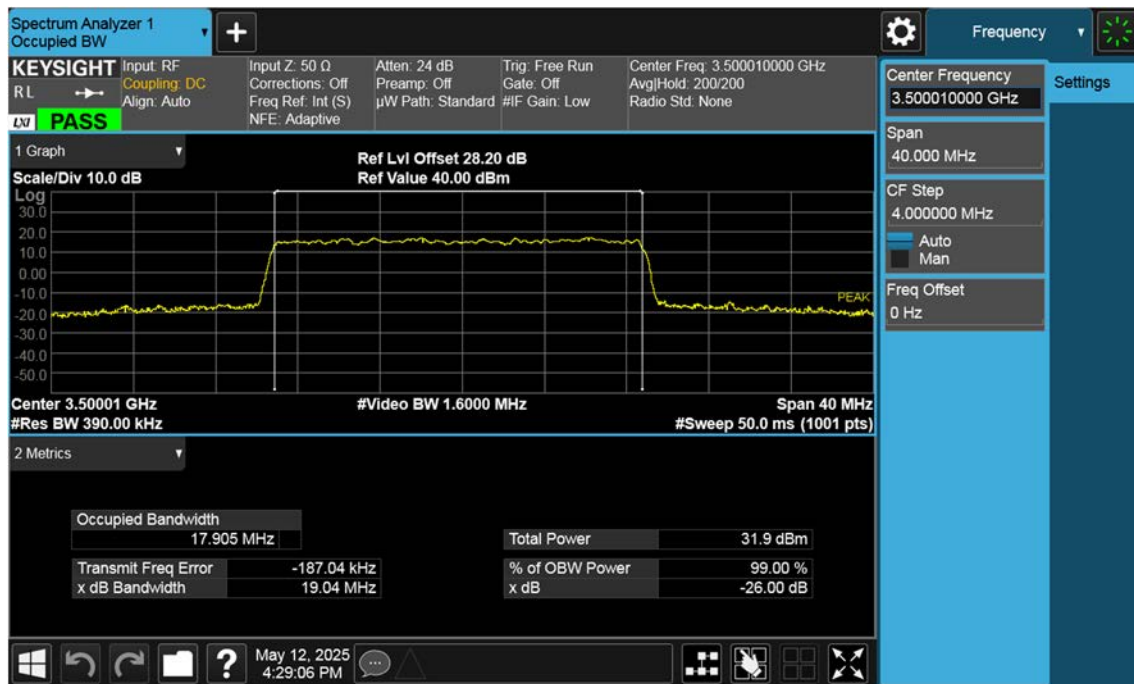 Spectrum Analyzer 1
Occupied BW
+
Frequency
KEYSIGHT
RL
LXI PASS
Input: RF
Coupling: DC
Align: Auto
Input Z: 50 Ω
Corrections: Off
Freq Ref: Int (S)
NFE: Adaptive
Atten: 24 dB
Preamp: Off
µW Path: Standard
Trig: Free Run
Gate: Off
#IF Gain: Low
Center Freq: 3.500010000 GHz
Avg|Hold: 200/200
Radio Std: None
Center Frequency
3.500010000 GHz
Settings
Span
40.000 MHz
CF Step
4.000000 MHz
Auto
Man
Freq Offset
0 Hz
1 Graph
Scale/Div 10.0 dB
Ref Lvl Offset 28.20 dB
Ref Value 40.00 dBm
Log
30.0
20.0
10.0
0.00
-10.0
-20.0
-30.0
-40.0
-50.0
PEAK
Center 3.50001 GHz
#Video BW 1.6000 MHz
Span 40 MHz
#Res BW 390.00 kHz
#Sweep 50.0 ms (1001 pts)
2 Metrics
Occupied Bandwidth
17.905 MHz
Total Power 31.9 dBm
Transmit Freq Error -187.04 kHz
% of OBW Power 99.00 %
x dB Bandwidth 19.04 MHz
x dB -26.00 dB
?
May 12, 2025
4:29:06 PM